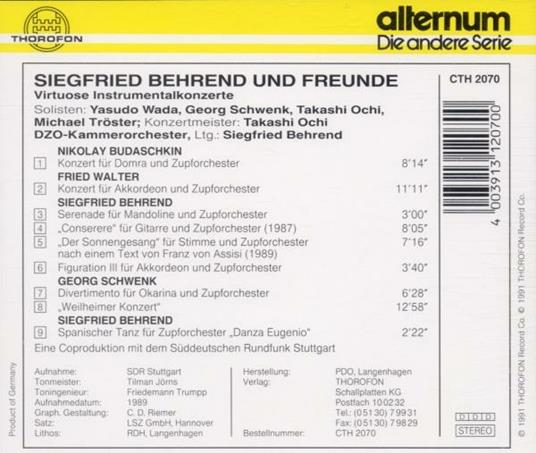 THOROFON
alternum
Die andere Serie
SIEGFRIED BEHREND UND FREUNDE
CTH 2070
Virtuose Instrumentalkonzerte
Solisten: Yasudo Wada, Georg Schwenk, Takashi Ochi,
Michael Tröster; Konzertmeister: Takashi Ochi
DZO-Kammerorchester, Ltg.: Siegfried Behrend
NIKOLAY BUDASCHKIN
1 Konzert für Domra und Zupforchester 8'14"
FRIED WALTER
2 Konzert für Akkordeon und Zupforchester 11'11"
SIEGFRIED BEHREND
3 Serenade für Mandoline und Zupforchester 3'00"
4 „Conserere" für Gitarre und Zupforchester (1987) 8'05"
5 „Der Sonnengesang" für Stimme und Zupforchester 7'16"
nach einem Text von Franz von Assisi (1989)
6 Figuration III für Akkordeon und Zupforchester 3'40"
GEORG SCHWENK
7 Divertimento für Okarina und Zupforchester 6'28"
8 „Weilheimer Konzert" 12'58"
SIEGFRIED BEHREND
9 Spanischer Tanz für Zupforchester „Danza Eugenio" 2'22"
Eine Coproduktion mit dem Süddeutschen Rundfunk Stuttgart
Aufnahme: SDR Stuttgart
Tonmeister: Tilman Jörns
Toningenieur: Friedemann Trumpp
Aufnahmedatum: 1989
Graph. Gestaltung: C. D. Riemer
Satz: LSZ GmbH, Hannover
Lithos: RDH, Langenhagen
Herstellung: PDO, Langenhagen
Verlag: THOROFON
Schallplatten KG
Postfach 100232
Tel.: (05130) 79931
Fax: (05130) 79829
Bestellnummer: CTH 2070
4 003913 120700
© 1991 THOROFON Record Co. ℗ 1991 THOROFON Record Co.
DDD
STEREO
Product of Germany